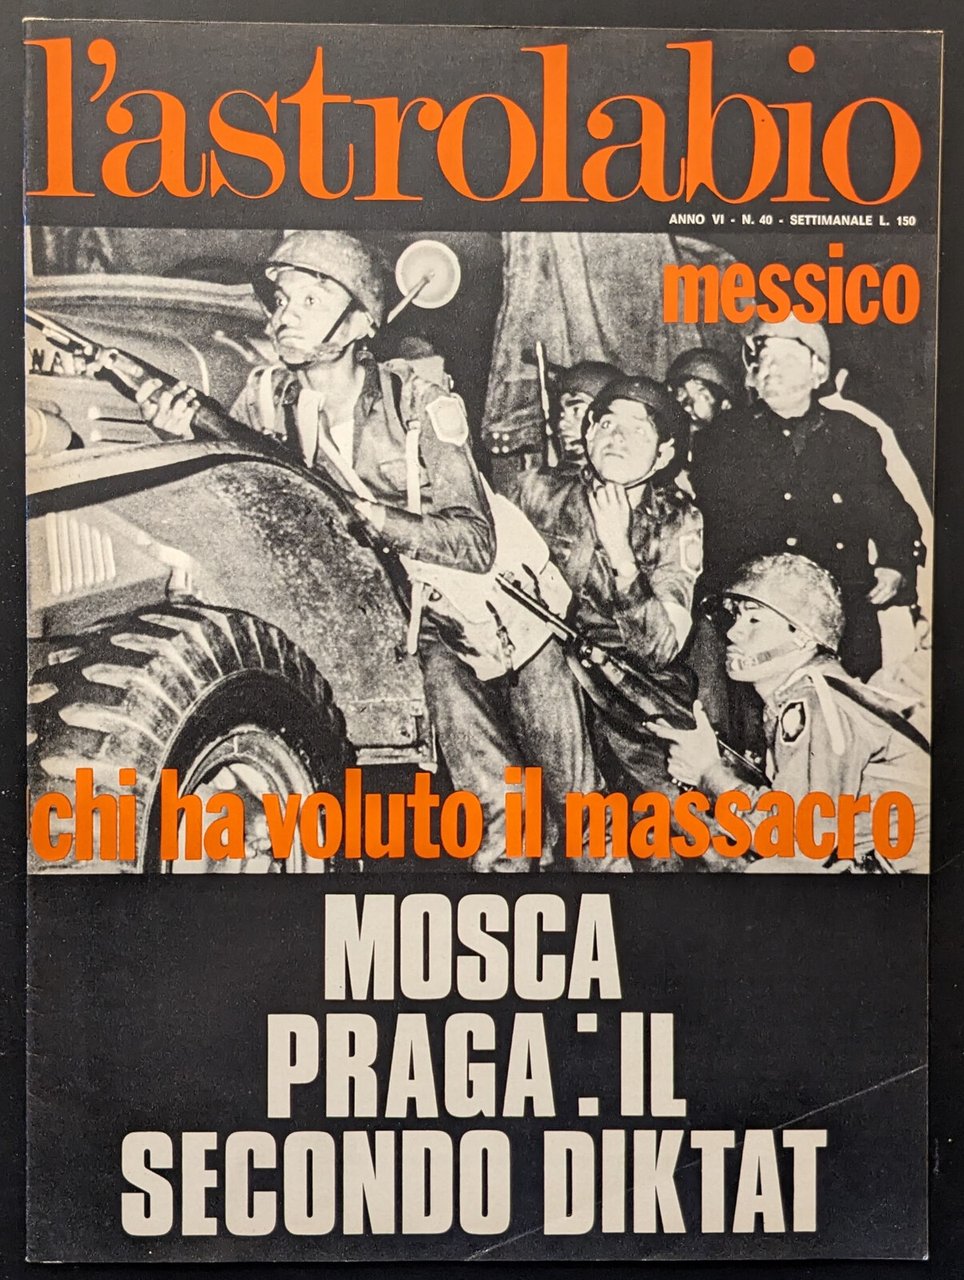 l'astrolabio
ANNO VI - N. 40 - SETTIMANALE L. 150
messico
chi ha voluto il massacro
MOSCA
PRAGA: IL
SECONDO DIKTAT